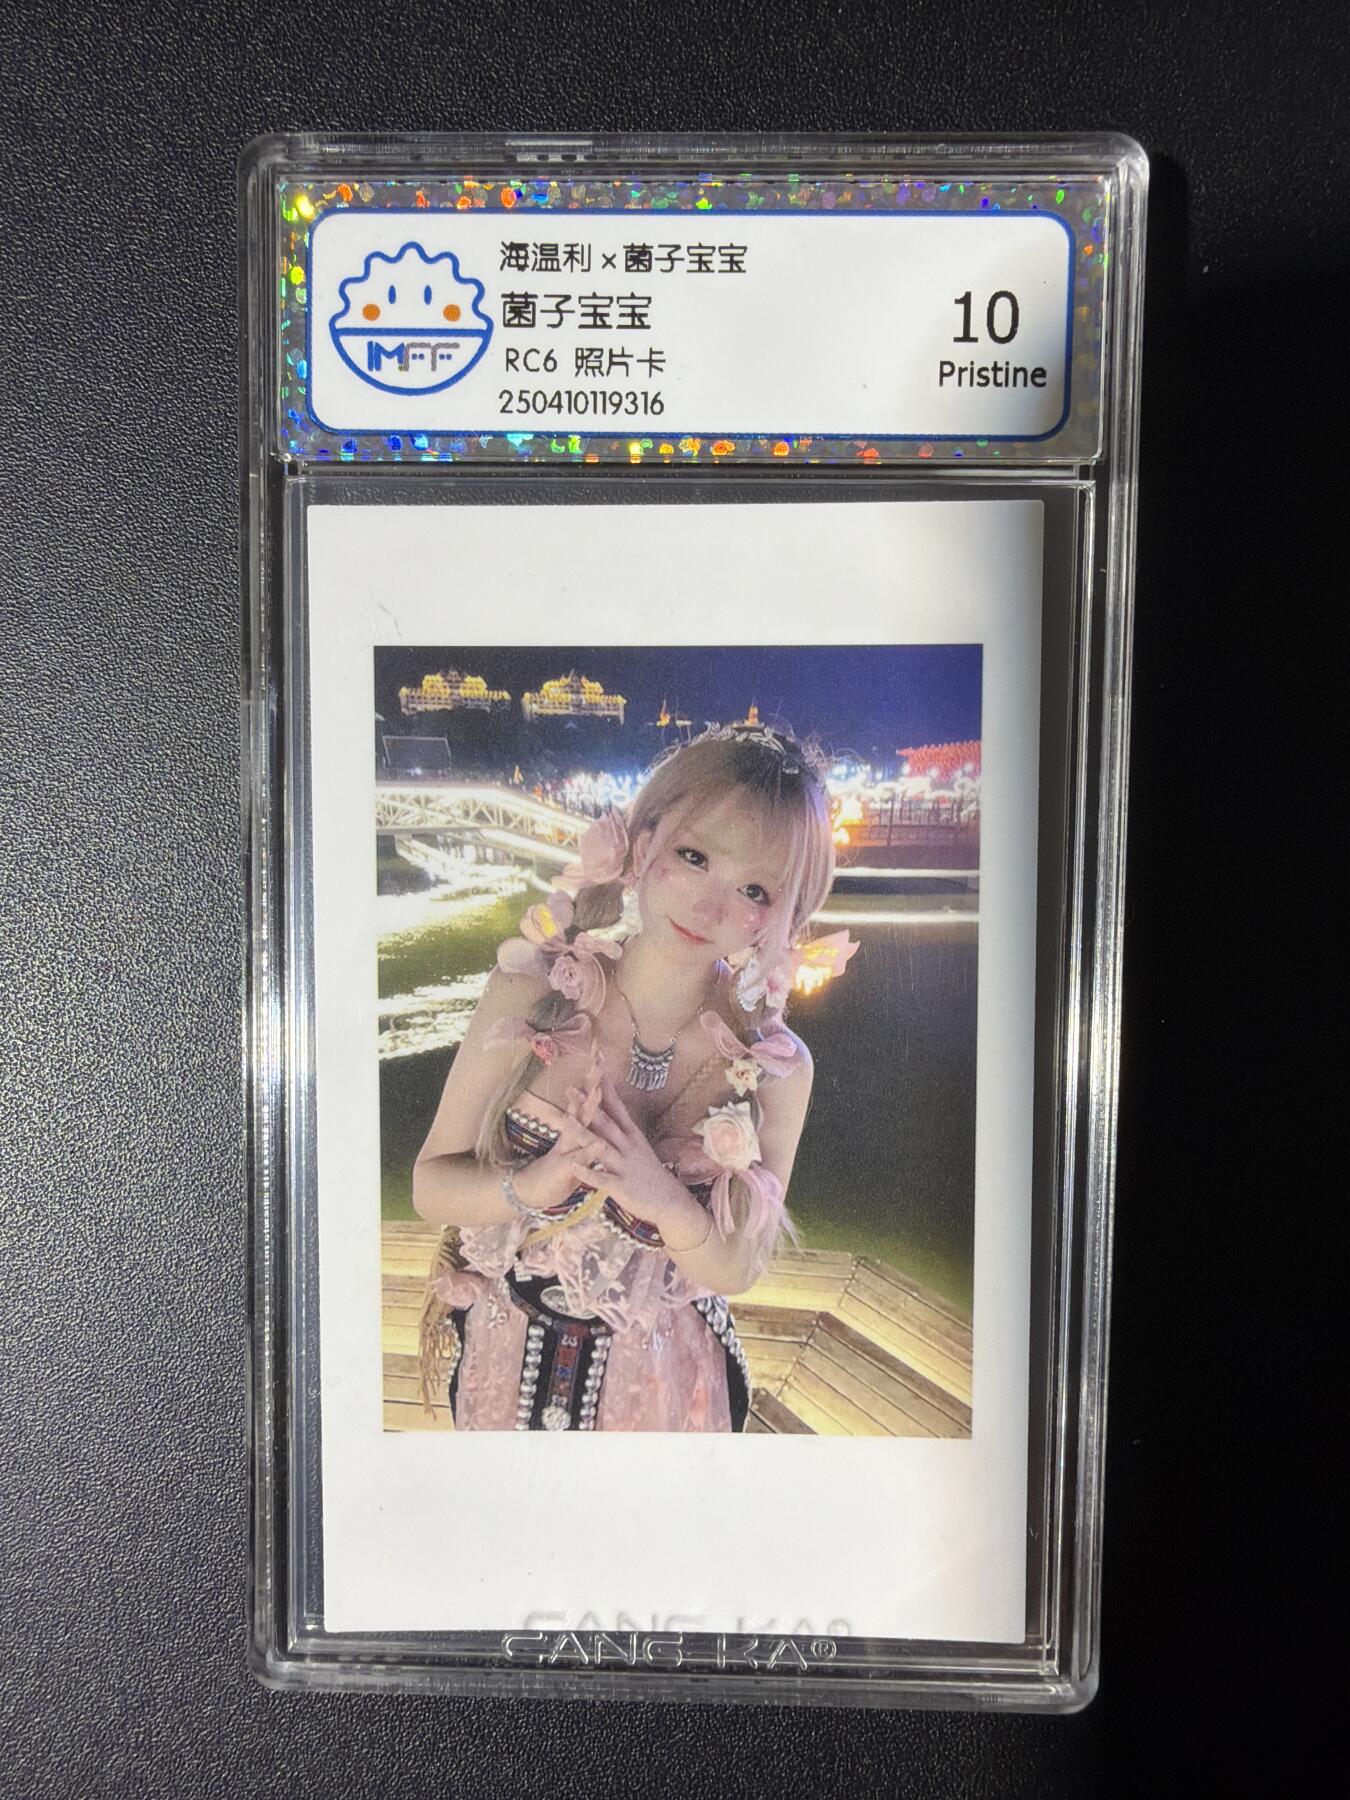 海温利 x 菌子宝宝
菌子宝宝
RC6 照片卡
250410119316
10
Pristine
IMFF
CANG KA®